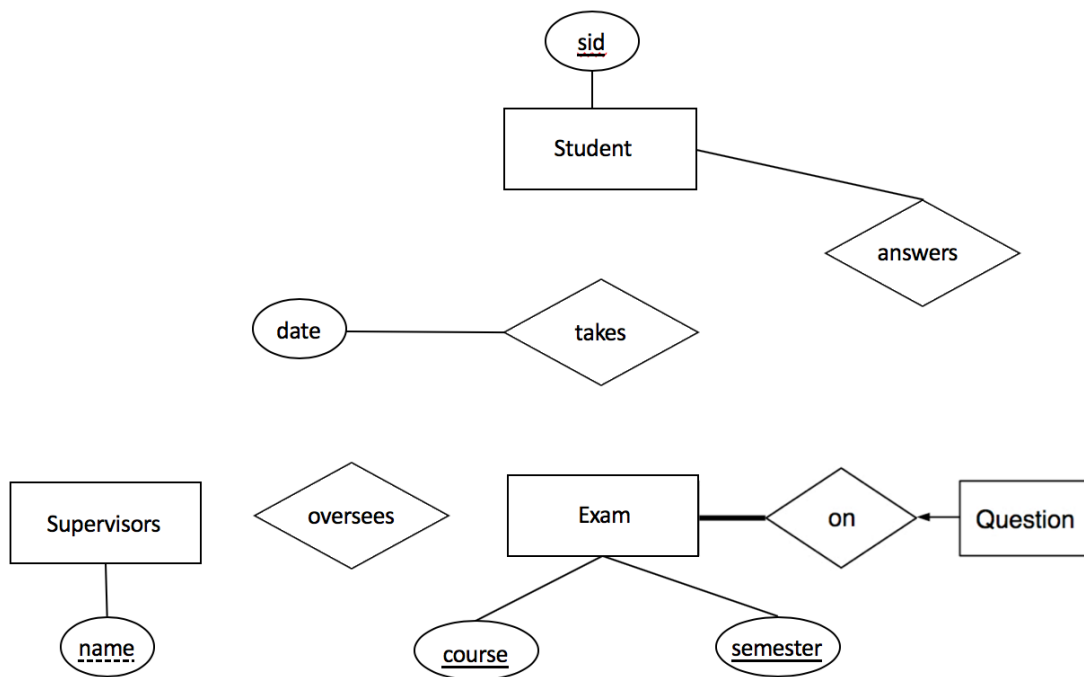 sid
Student
answers
date
takes
Supervisors
oversees
Exam
on
Question
name
course
semester